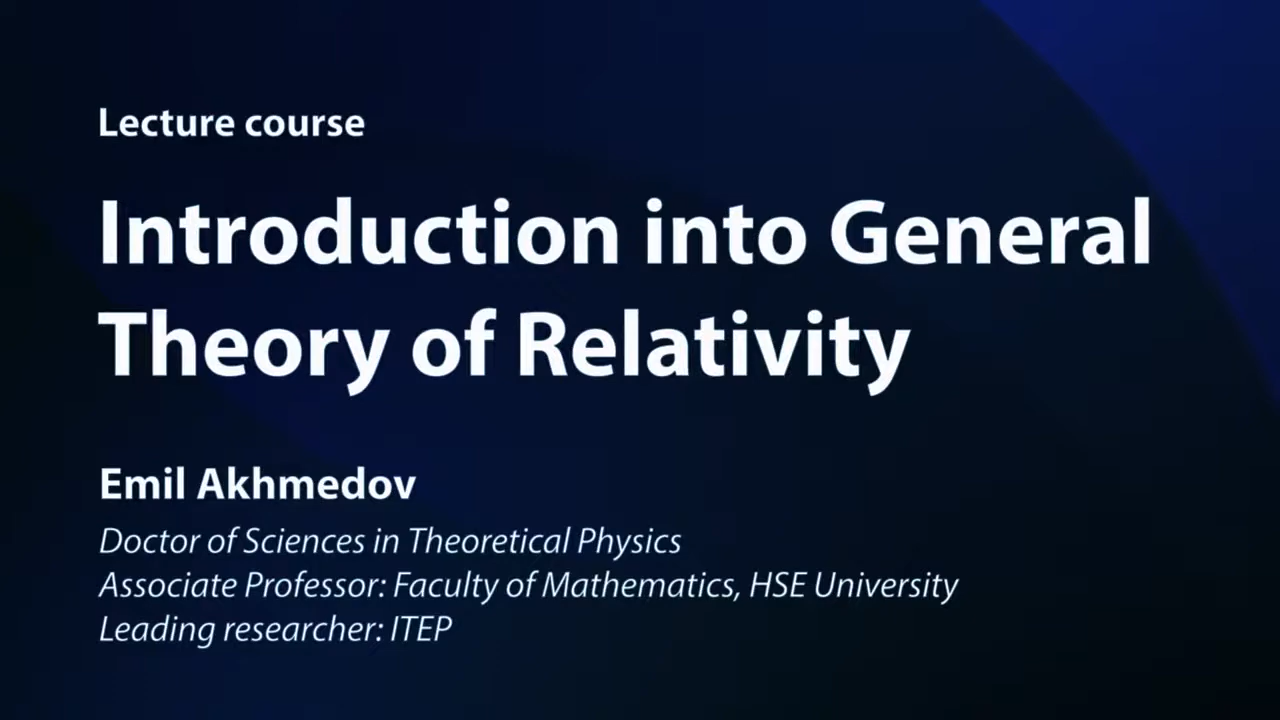 Lecture course
Introduction into General
Theory of Relativity
Emil Akhmedov
Doctor of Sciences in Theoretical Physics
Associate Professor: Faculty of Mathematics, HSE University
Leading researcher: ITEP